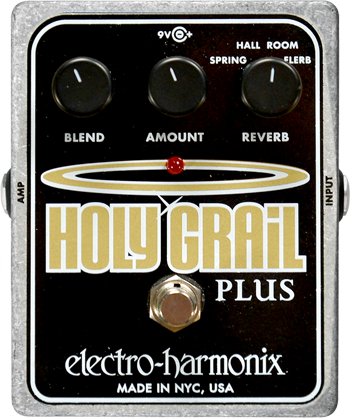 9V +
HALL ROOM
SPRING FLERB
BLEND AMOUNT REVERB
AMP
INPUT
HOLY GRAiL
PLUS
electro-harmonix
MADE IN NYC, USA